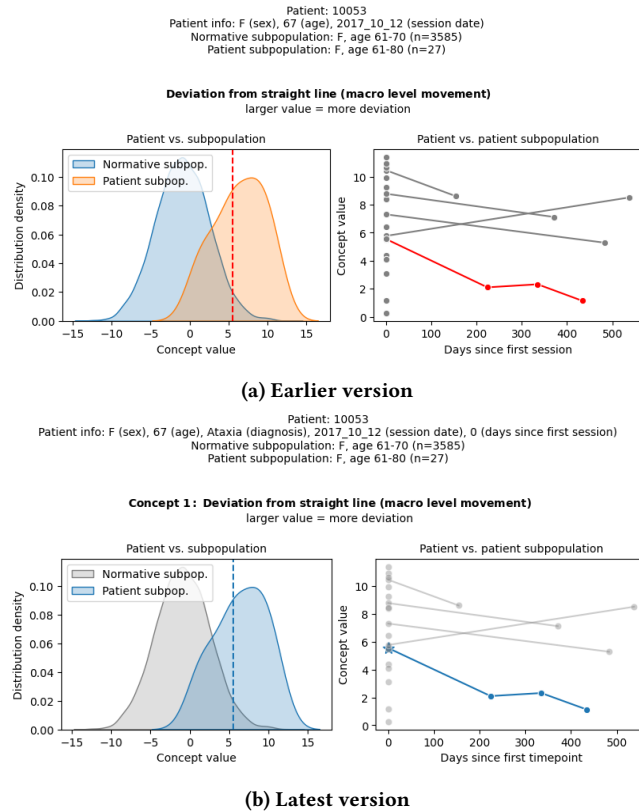 Patient: 10053
Patient info: F (sex), 67 (age), 2017_10_12 (session date)
Normative subpopulation: F, age 61-70 (n=3585)
Patient subpopulation: F, age 61-80 (n=27)
Deviation from straight line (macro level movement)
larger value = more deviation
Patient vs. subpopulation
Normative subpop.
Patient subpop.
Distribution density
0.10
0.08
0.06
0.04
0.02
0.00
−15 −10 −5 0 5 10 15
Concept value
Patient vs. patient subpopulation
Concept value
10
8
6
4
2
0
0 100 200 300 400 500
Days since first session
(a) Earlier version
Patient: 10053
Patient info: F (sex), 67 (age), Ataxia (diagnosis), 2017_10_12 (session date), 0 (days since first session)
Normative subpopulation: F, age 61-70 (n=3585)
Patient subpopulation: F, age 61-80 (n=27)
Concept 1: Deviation from straight line (macro level movement)
larger value = more deviation
Patient vs. subpopulation
Normative subpop.
Patient subpop.
Distribution density
0.10
0.08
0.06
0.04
0.02
0.00
−15 −10 −5 0 5 10 15
Concept value
Patient vs. patient subpopulation
Concept value
10
8
6
4
2
0
0 100 200 300 400 500
Days since first timepoint
(b) Latest version